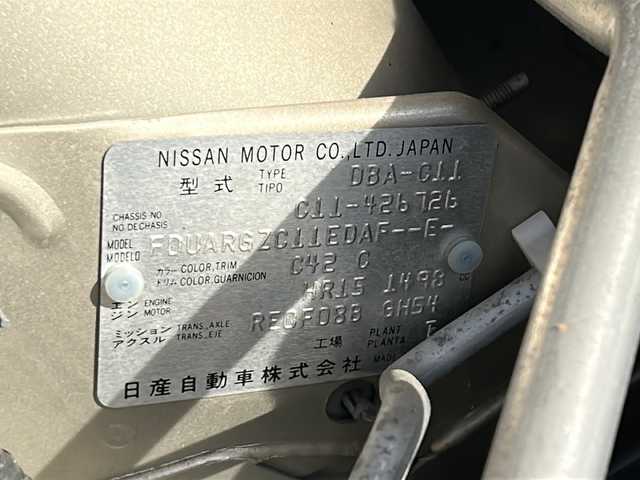 NISSAN MOTOR CO.,LTD. JAPAN
型式 TYPE TIPO DBA-C11
CHASSIS NO NO.DECHASIS C11-426726
MODEL MODELO FDUARGZC11EDAF--E-
カラー COLOR,TRIM トリム COLOR,GUARNICION C42 C
エンジン ENGINE MOTOR HR15 1498 CC
ミッション アクスル TRANS.,AXLE TRANS.,EJE RE0F08B GH54
工場 PLANT PLANTA
MADE
日産自動車株式会社